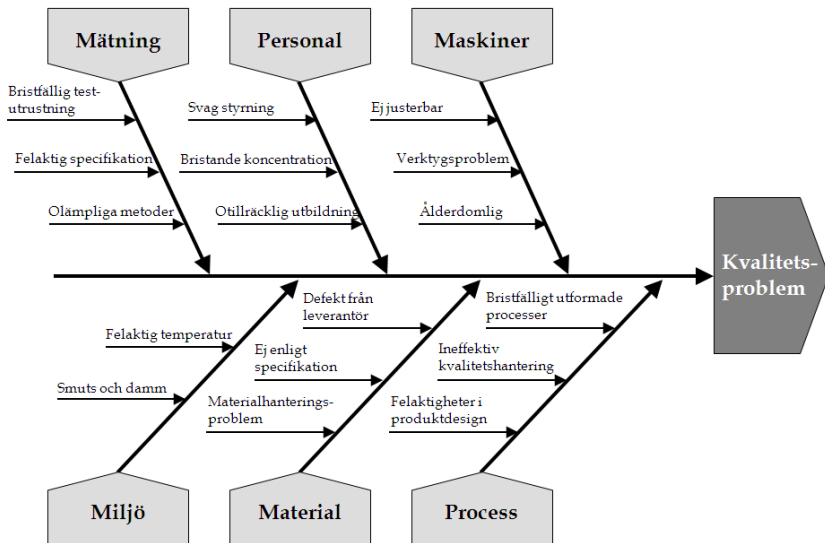 Mätning
Personal
Maskiner
Bristfällig test-
utrustning
Felaktig specifikation
Olämpliga metoder
Svag styrning
Bristande koncentration
Otillräcklig utbildning
Ej justerbar
Verktygsproblem
Ålderdomlig
Kvalitets-
problem
Felaktig temperatur
Smuts och damm
Defekt från
leverantör
Ej enligt
specifikation
Materialhanterings-
problem
Bristfälligt utformade
processer
Ineffektiv
kvalitetshantering
Felaktigheter i
produktdesign
Miljö
Material
Process